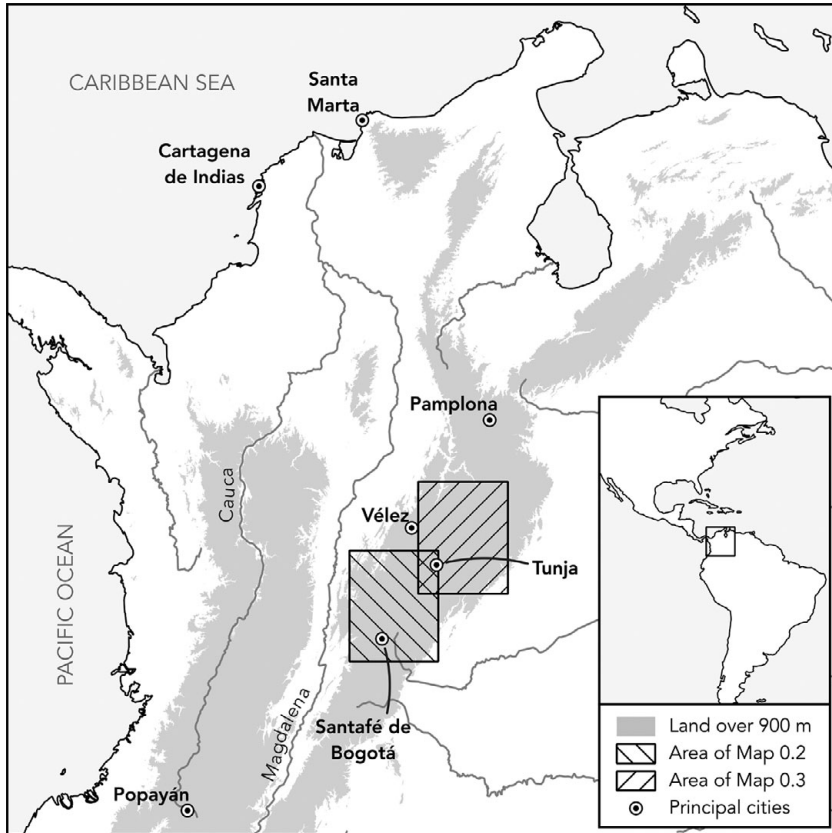 CARIBBEAN SEA
Santa
Marta
Cartagena
de Indias
Pamplona
Cauca
Vélez
Tunja
PACIFIC OCEAN
Magdalena
Santafé de
Bogotá
Popayán
Land over 900 m
Area of Map 0.2
Area of Map 0.3
Principal cities